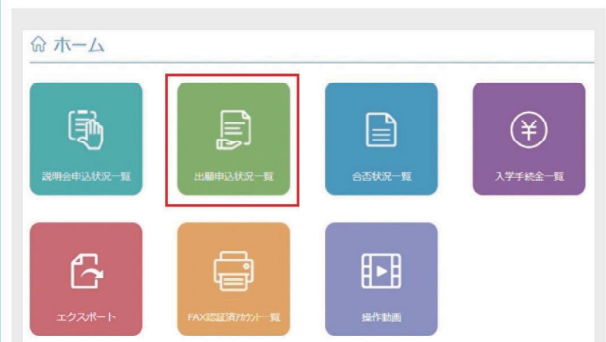 ホーム
説明会申込状況一覧
出願申込状況一覧
合否状況一覧
入学手続金一覧
エクスポート
FAX認証済アカウント一覧
操作動画